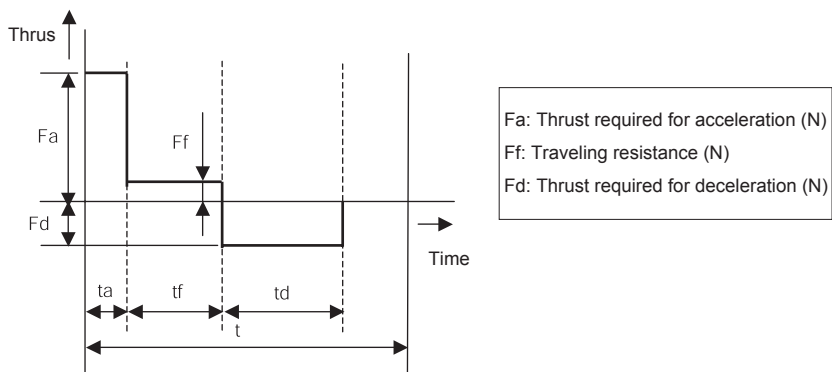 Thrus
Fa
Ff
Fd
Time
ta
tf
td
t
Fa: Thrust required for acceleration (N)
Ff: Traveling resistance (N)
Fd: Thrust required for deceleration (N)